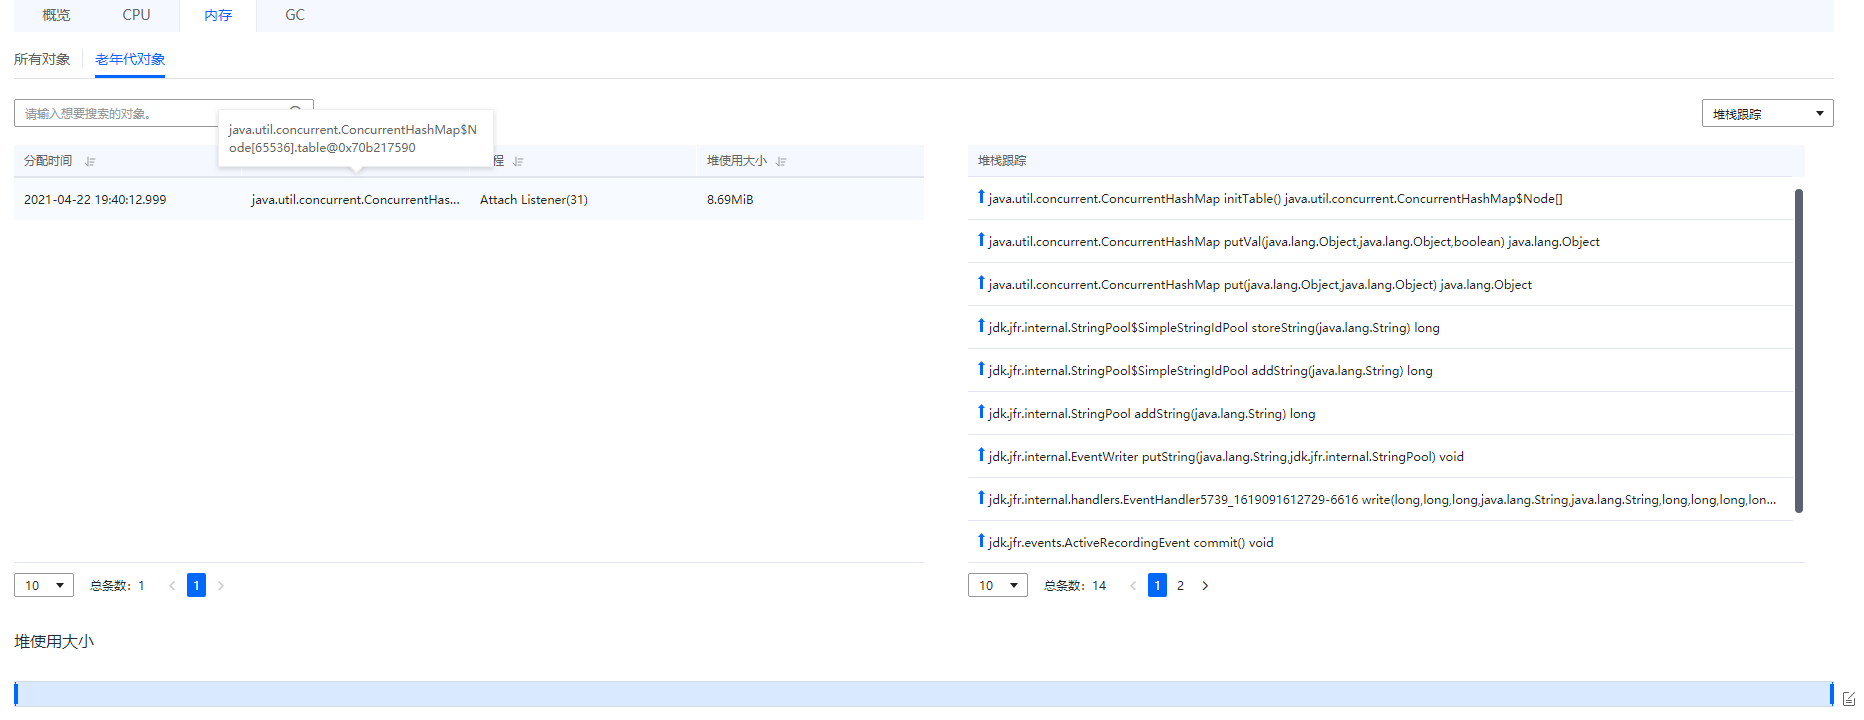 概览 CPU 内存 GC
所有对象 老年代对象
请输入想要搜索的对象。
堆栈跟踪
java.util.concurrent.ConcurrentHashMap$N
ode[65536].table@0x70b217590
分配时间 程 堆使用大小
2021-04-22 19:40:12.999 java.util.concurrent.ConcurrentHas... Attach Listener(31) 8.69MiB
堆栈跟踪
java.util.concurrent.ConcurrentHashMap initTable() java.util.concurrent.ConcurrentHashMap$Node[]
java.util.concurrent.ConcurrentHashMap putVal(java.lang.Object,java.lang.Object,boolean) java.lang.Object
java.util.concurrent.ConcurrentHashMap put(java.lang.Object,java.lang.Object) java.lang.Object
jdk.jfr.internal.StringPool$SimpleStringIdPool storeString(java.lang.String) long
jdk.jfr.internal.StringPool$SimpleStringIdPool addString(java.lang.String) long
jdk.jfr.internal.StringPool addString(java.lang.String) long
jdk.jfr.internal.EventWriter putString(java.lang.String,jdk.jfr.internal.StringPool) void
jdk.jfr.internal.handlers.EventHandler5739_1619091612729-6616 write(long,long,long,java.lang.String,java.lang.String,long,long,long,lon...
jdk.jfr.events.ActiveRecordingEvent commit() void
10 总条数：1 1
10 总条数：14 1 2
堆使用大小